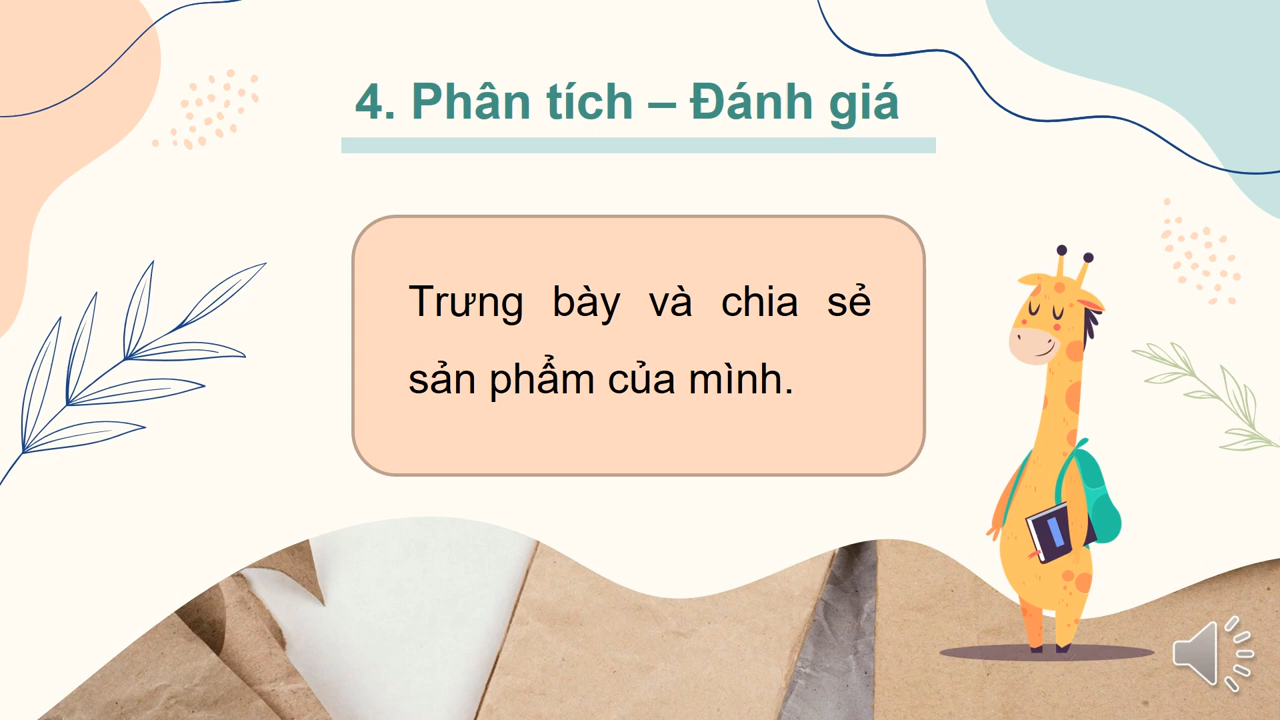 4. Phân tích – Đánh giá
Trưng bày và chia sẻ
sản phẩm của mình.